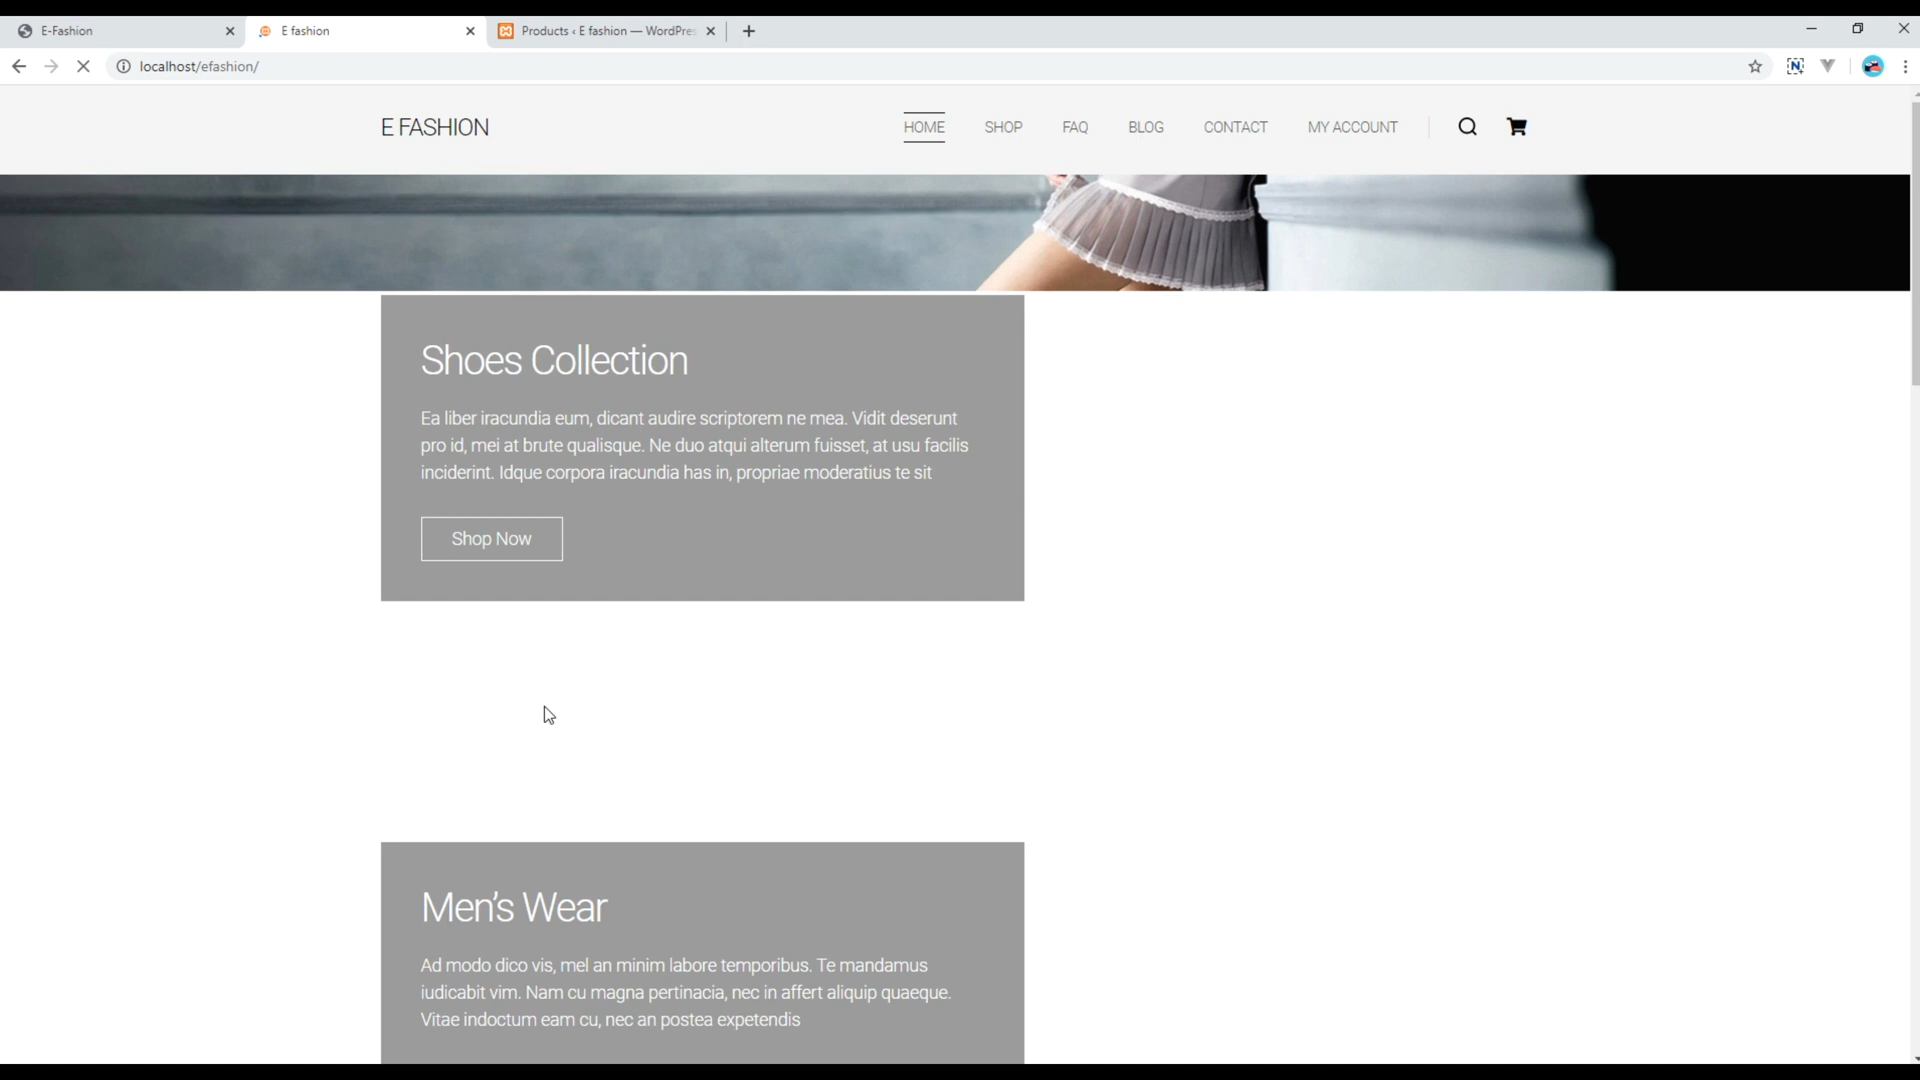 E-Fashion
E fashion
Products ‹ E fashion — WordPres
localhost/efashion/
E FASHION
HOME
SHOP
FAQ
BLOG
CONTACT
MY ACCOUNT
Shoes Collection
Ea liber iracundia eum, dicant audire scriptorem ne mea. Vidit deserunt
pro id, mei at brute qualisque. Ne duo atqui alterum fuisset, at usu facilis
inciderint. Idque corpora iracundia has in, propriae moderatius te sit
Shop Now
Men’s Wear
Ad modo dico vis, mel an minim labore temporibus. Te mandamus
iudicabit vim. Nam cu magna pertinacia, nec in affert aliquip quaeque.
Vitae indoctum eam cu, nec an postea expetendis